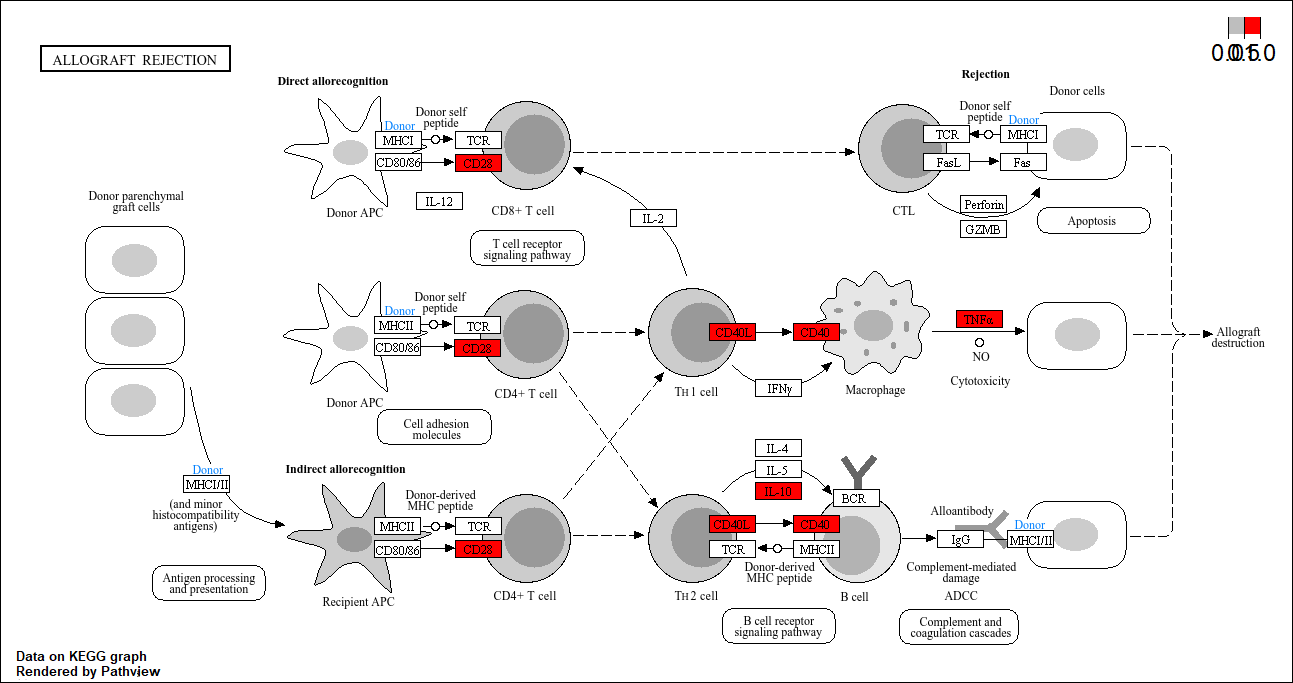 ALLOGRAFT REJECTION
0.0
0.5
1.0
Direct allorecognition
Donor self
peptide
Donor
MHCI
TCR
CD80/86
CD28
IL-12
Donor APC
CD8+ T cell
T cell receptor
signaling pathway
IL-2
Rejection
Donor cells
Donor self
peptide
Donor
TCR
MHCI
FasL
Fas
CTL
Perforin
GZMB
Apoptosis
Donor parenchymal
graft cells
Donor self
peptide
Donor
MHCII
TCR
CD80/86
CD28
Donor APC
CD4+ T cell
Cell adhesion
molecules
CD40L
CD40
TH1 cell
IFNγ
Macrophage
TNFα
NO
Cytotoxicity
Allograft
destruction
Donor
MHCI/II
(and minor
histocompatibility
antigens)
Antigen processing
and presentation
Indirect allorecognition
Donor-derived
MHC peptide
MHCII
TCR
CD80/86
CD28
Recipient APC
CD4+ T cell
IL-4
IL-5
IL-10
BCR
CD40L
CD40
TCR
MHCII
Donor-derived
MHC peptide
TH2 cell
B cell
B cell receptor
signaling pathway
Alloantibody
IgG
Donor
MHCI/II
Complement-mediated
damage
ADCC
Complement and
coagulation cascades
Data on KEGG graph
Rendered by Pathview